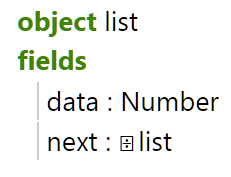 object list
fields
data : Number
next : ⍰list